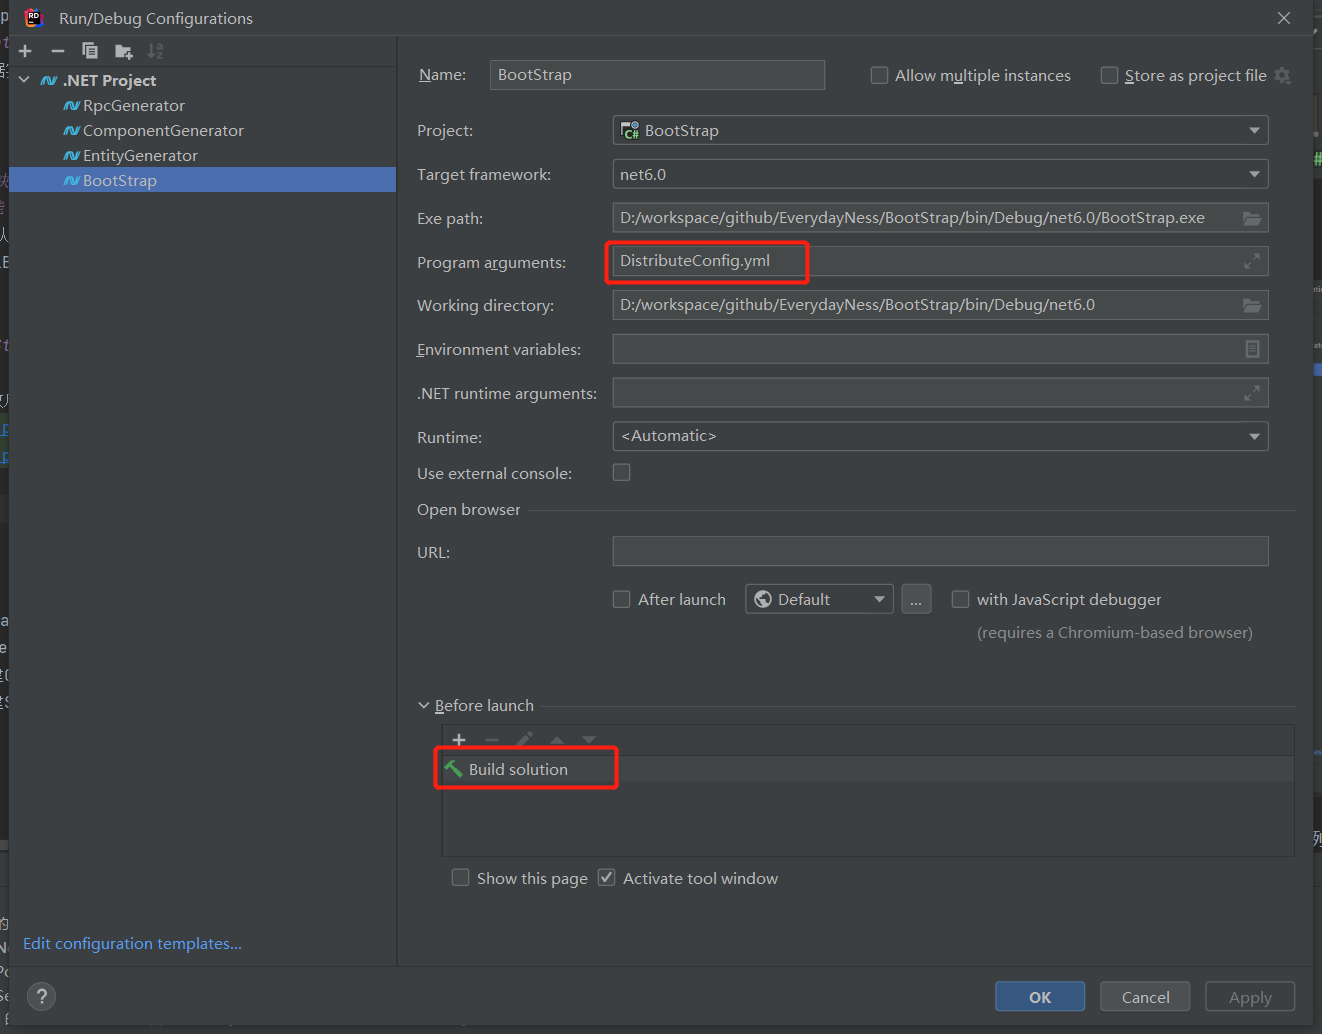 Run/Debug Configurations
.NET Project
RpcGenerator
ComponentGenerator
EntityGenerator
BootStrap
Name: BootStrap Allow multiple instances Store as project file
Project: C# BootStrap
Target framework: net6.0
Exe path: D:/workspace/github/EverydayNess/BootStrap/bin/Debug/net6.0/BootStrap.exe
Program arguments: DistributeConfig.yml
Working directory: D:/workspace/github/EverydayNess/BootStrap/bin/Debug/net6.0
Environment variables:
.NET runtime arguments:
Runtime: <Automatic>
Use external console:
Open browser
URL:
After launch Default ... with JavaScript debugger
(requires a Chromium-based browser)
Before launch
Build solution
Show this page Activate tool window
Edit configuration templates...
? OK Cancel Apply